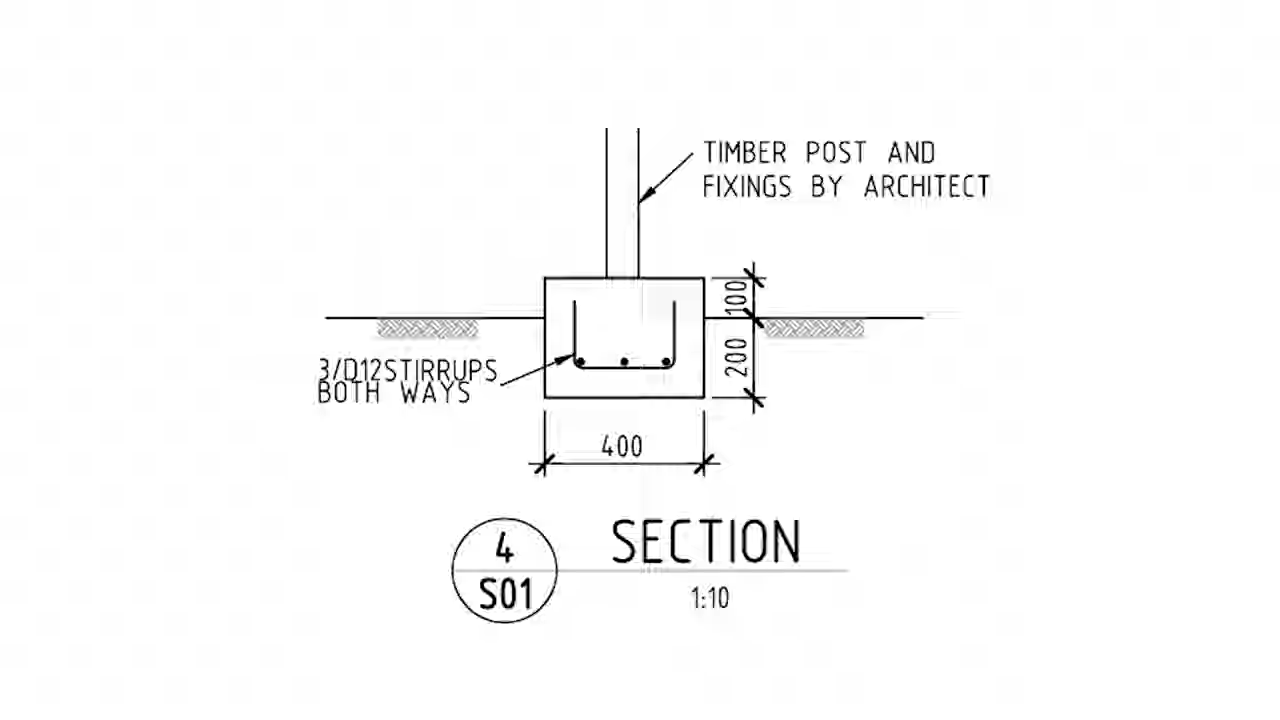 TIMBER POST AND
FIXINGS BY ARCHITECT
100
200
3/D12STIRRUPS
BOTH WAYS
400
4
S01
SECTION
1:10